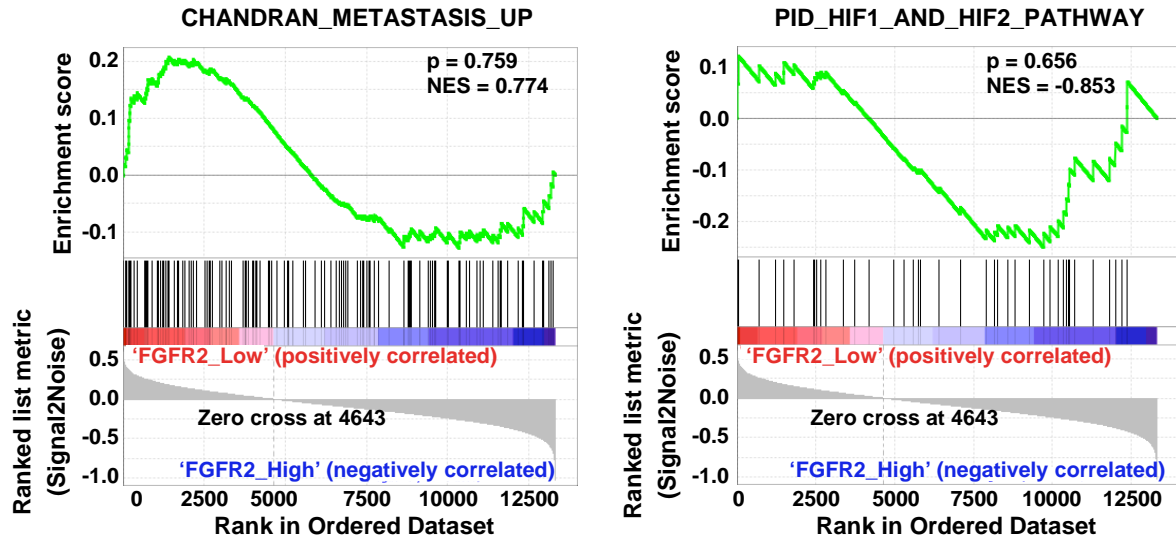 CHANDRAN_METASTASIS_UP
Enrichment score
0.2
0.1
0.0
-0.1
p = 0.759
NES = 0.774
Ranked list metric
(Signal2Noise)
0.5
0.0
-0.5
-1.0
‘FGFR2_Low’ (positively correlated)
Zero cross at 4643
‘FGFR2_High’ (negatively correlated)
0 2500 5000 7500 10000 12500
Rank in Ordered Dataset
PID_HIF1_AND_HIF2_PATHWAY
Enrichment score
0.1
0.0
-0.1
-0.2
p = 0.656
NES = -0.853
Ranked list metric
(Signal2Noise)
0.5
0.0
-0.5
-1.0
‘FGFR2_Low’ (positively correlated)
Zero cross at 4643
‘FGFR2_High’ (negatively correlated)
0 2500 5000 7500 10000 12500
Rank in Ordered Dataset